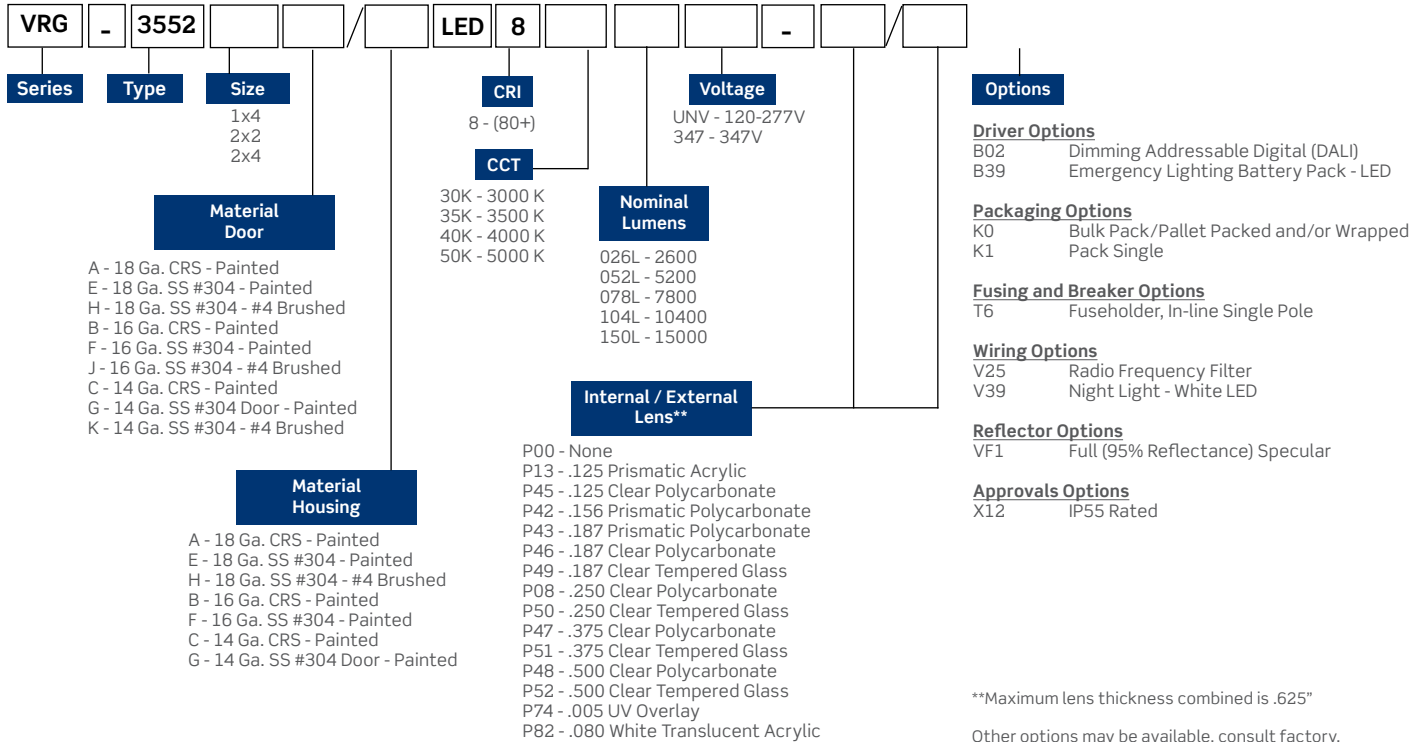 VRG - 3552 / LED 8 - /
Series
Type
Size
1x4
2x2
2x4
Material
Door
A - 18 Ga. CRS - Painted
E - 18 Ga. SS #304 - Painted
H - 18 Ga. SS #304 - #4 Brushed
B - 16 Ga. CRS - Painted
F - 16 Ga. SS #304 - Painted
J - 16 Ga. SS #304 - #4 Brushed
C - 14 Ga. CRS - Painted
G - 14 Ga. SS #304 Door - Painted
K - 14 Ga. SS #304 - #4 Brushed
Material
Housing
A - 18 Ga. CRS - Painted
E - 18 Ga. SS #304 - Painted
H - 18 Ga. SS #304 - #4 Brushed
B - 16 Ga. CRS - Painted
F - 16 Ga. SS #304 - Painted
C - 14 Ga. CRS - Painted
G - 14 Ga. SS #304 Door - Painted
CRI
8 - (80+)
CCT
30K - 3000 K
35K - 3500 K
40K - 4000 K
50K - 5000 K
Nominal
Lumens
026L - 2600
052L - 5200
078L - 7800
104L - 10400
150L - 15000
Voltage
UNV - 120-277V
347 - 347V
Internal / External
Lens**
P00 - None
P13 - .125 Prismatic Acrylic
P45 - .125 Clear Polycarbonate
P42 - .156 Prismatic Polycarbonate
P43 - .187 Prismatic Polycarbonate
P46 - .187 Clear Polycarbonate
P49 - .187 Clear Tempered Glass
P08 - .250 Clear Polycarbonate
P50 - .250 Clear Tempered Glass
P47 - .375 Clear Polycarbonate
P51 - .375 Clear Tempered Glass
P48 - .500 Clear Polycarbonate
P52 - .500 Clear Tempered Glass
P74 - .005 UV Overlay
P82 - .080 White Translucent Acrylic
Options
Driver Options
B02 Dimming Addressable Digital (DALI)
B39 Emergency Lighting Battery Pack - LED
Packaging Options
K0 Bulk Pack/Pallet Packed and/or Wrapped
K1 Pack Single
Fusing and Breaker Options
T6 Fuseholder, In-line Single Pole
Wiring Options
V25 Radio Frequency Filter
V39 Night Light - White LED
Reflector Options
VF1 Full (95% Reflectance) Specular
Approvals Options
X12 IP55 Rated
**Maximum lens thickness combined is .625”
Other options may be available, consult factory.